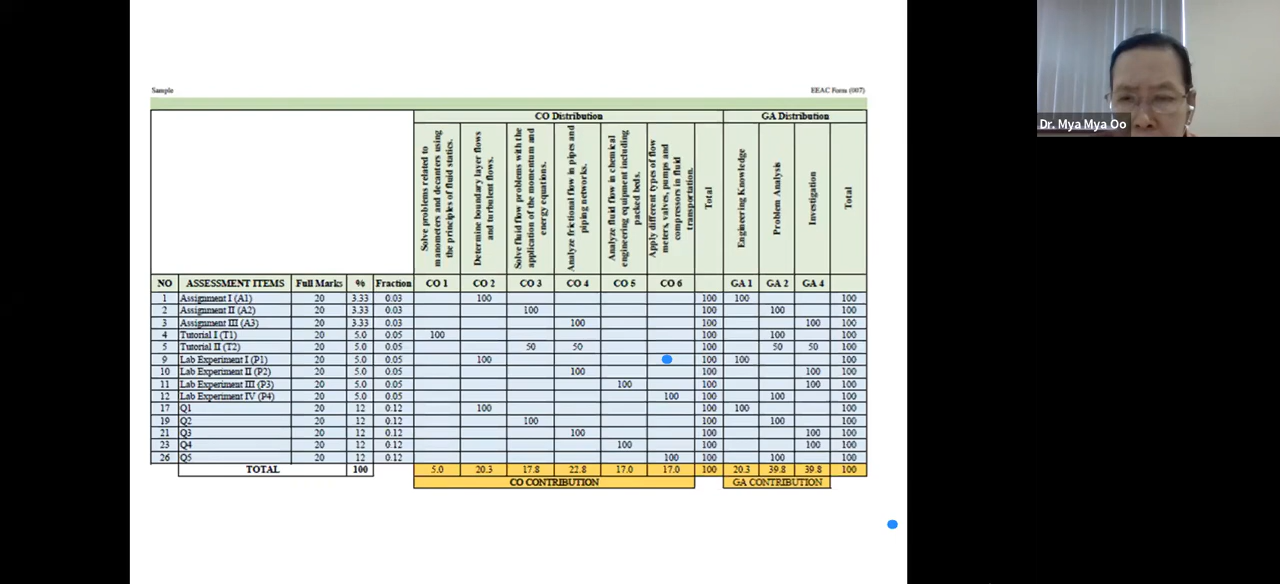 Sample EEAC Form (007)
CO Distribution GA Distribution
Solve problems related to
manometers and decanters using
the principles of fluid statics.
Determine boundary layer flows
and turbulent flows.
Solve fluid flow problems with the
application of the momentum and
energy equations.
Analyze frictional flow in pipes and
piping networks.
Analyze fluid flow in chemical
engineering equipment including
packed beds.
Apply different types of flow
meters, valves, pumps and
compressors in fluid
transportation.
Total
Engineering Knowledge
Problem Analysis
Investigation
Total
NO ASSESSMENT ITEMS Full Marks % Fraction CO 1 CO 2 CO 3 CO 4 CO 5 CO 6 GA 1 GA 2 GA 4
1 Assignment I (A1) 20 3.33 0.03 100 100 100 100
2 Assignment II (A2) 20 3.33 0.03 100 100 100 100
3 Assignment III (A3) 20 3.33 0.03 100 100 100 100
4 Tutorial I (T1) 20 5.0 0.05 100 100 100 100
5 Tutorial II (T2) 20 5.0 0.05 50 50 100 50 50 100
9 Lab Experiment I (P1) 20 5.0 0.05 100 100 100 100
10 Lab Experiment II (P2) 20 5.0 0.05 100 100 100 100
11 Lab Experiment III (P3) 20 5.0 0.05 100 100 100 100
12 Lab Experiment IV (P4) 20 5.0 0.05 100 100 100 100
17 Q1 20 12 0.12 100 100 100 100
19 Q2 20 12 0.12 100 100 100 100
21 Q3 20 12 0.12 100 100 100 100
23 Q4 20 12 0.12 100 100 100 100
26 Q5 20 12 0.12 100 100 100 100
TOTAL 100 5.0 20.3 17.8 22.8 17.0 17.0 100 20.3 39.8 39.8 100
CO CONTRIBUTION GA CONTRIBUTION
Dr. Mya Mya Oo